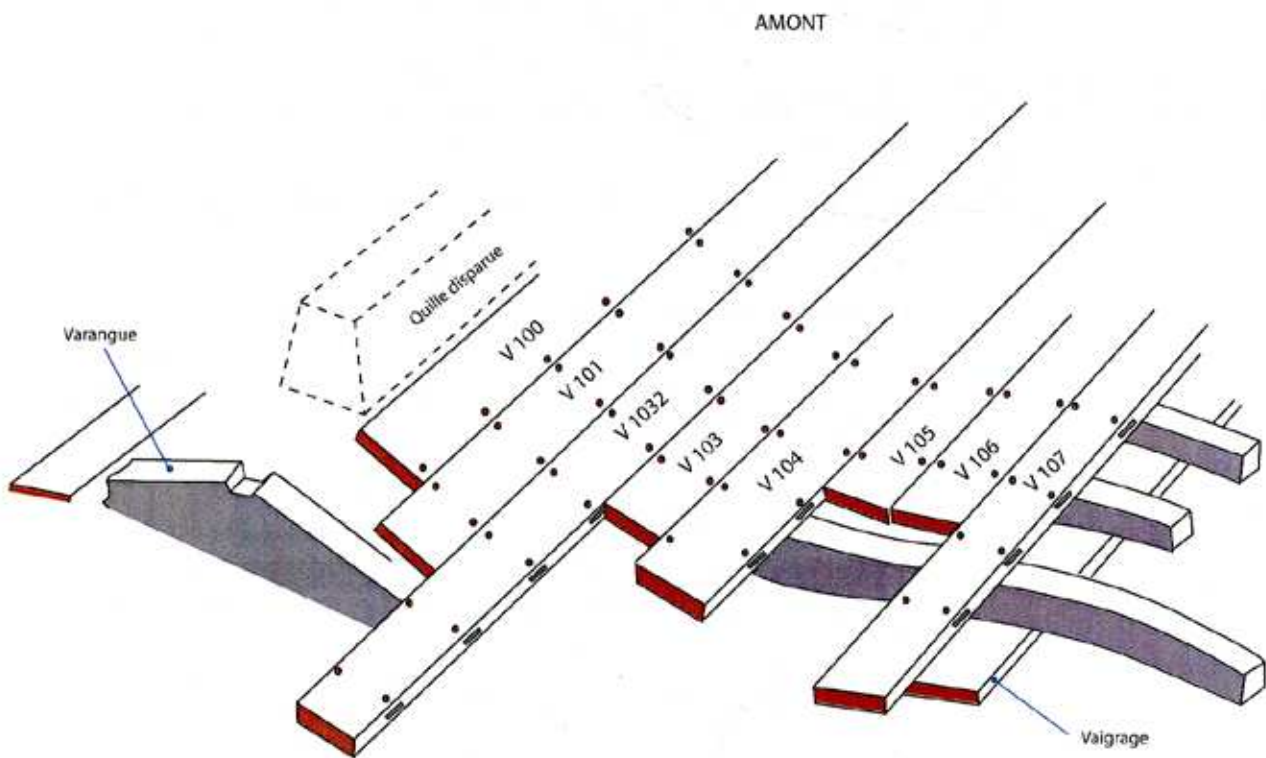 AMONT
Quille disparue
Varangue
V 100
V 101
V 1032
V 103
V 104
V 105
V 106
V 107
Vaigrage